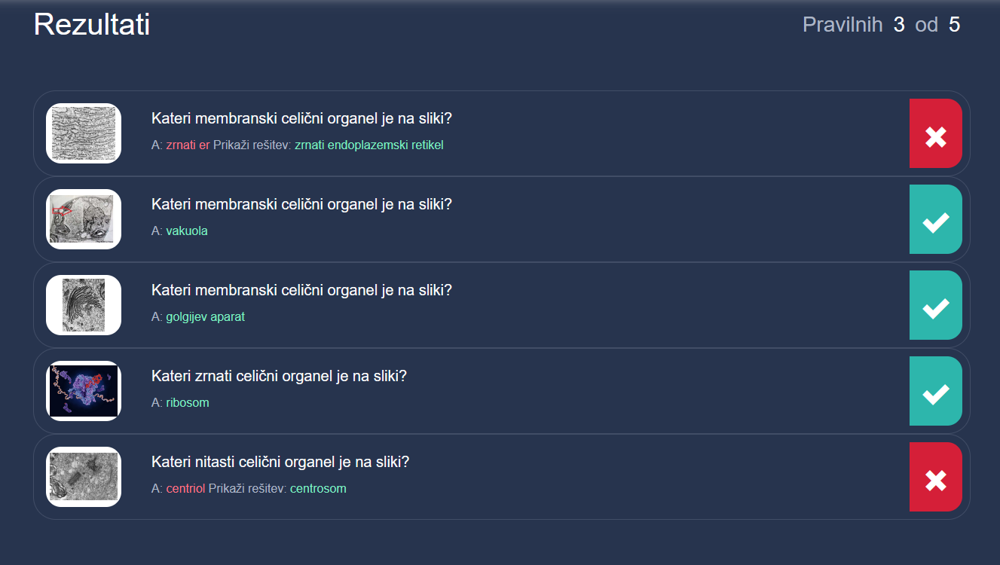 Rezultati
Pravilnih 3 od 5
Kateri membranski celični organel je na sliki?
A: zrnati er Prikaži rešitev: zrnati endoplazemski retikel
Kateri membranski celični organel je na sliki?
A: vakuola
Kateri membranski celični organel je na sliki?
A: golgijev aparat
Kateri zrnati celični organel je na sliki?
A: ribosom
Kateri nitasti celični organel je na sliki?
A: centriol Prikaži rešitev: centrosom